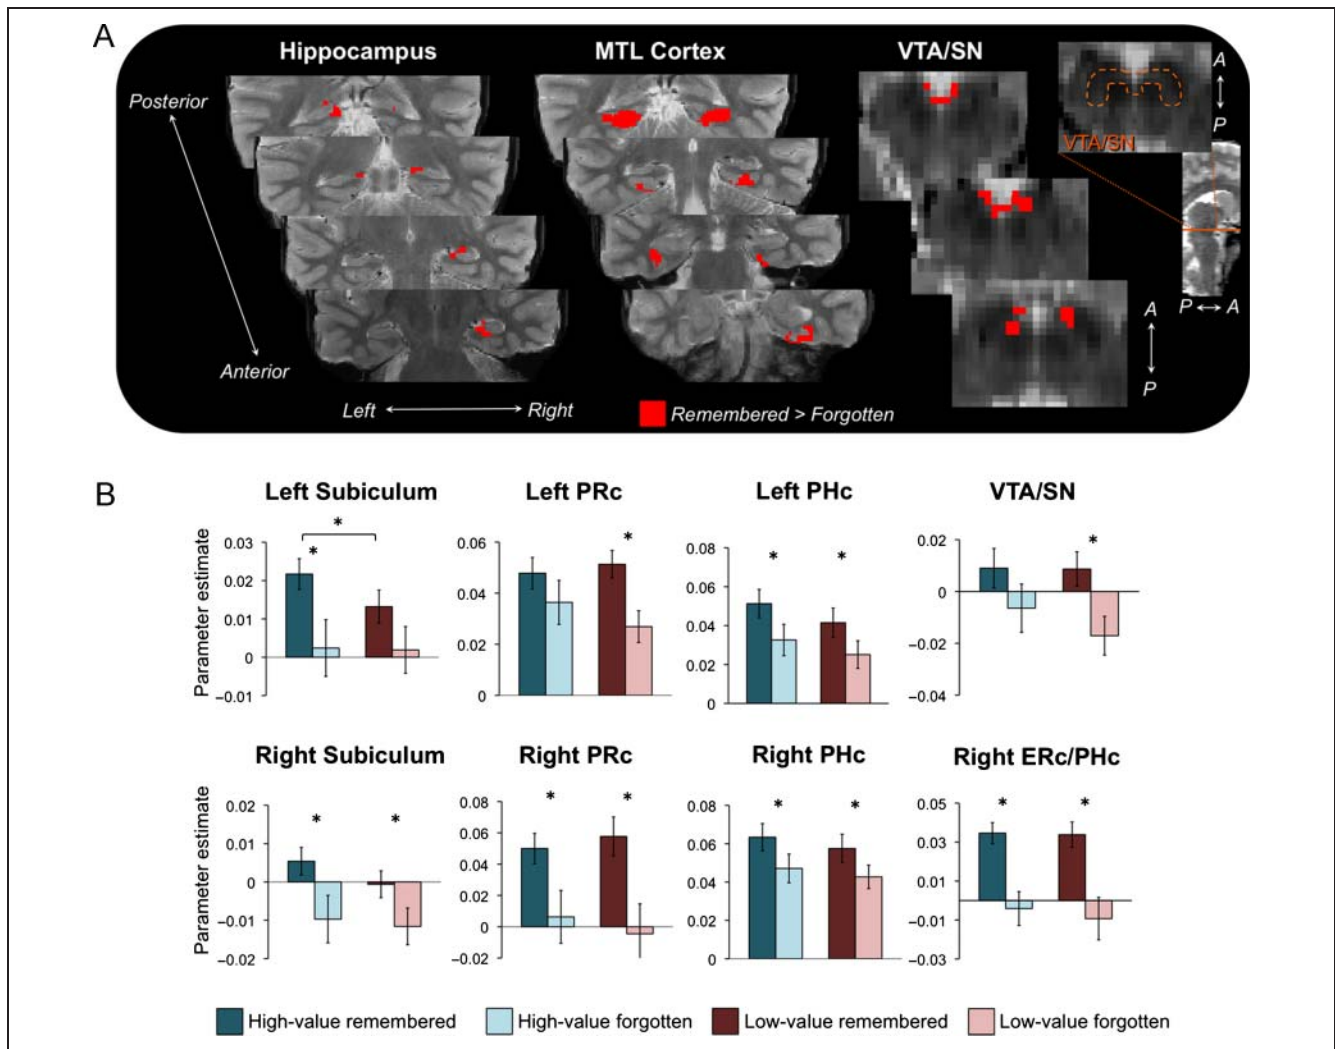 A
Hippocampus
MTL Cortex
VTA/SN
Posterior
Anterior
Left
Right
Remembered > Forgotten
VTA/SN
A
P
P
A
A
P
B
Left Subiculum
Left PRc
Left PHc
VTA/SN
Parameter estimate
0.03
0.02
0.01
0
−0.01
*
*
0.06
0.04
0.02
0
*
0.08
0.06
0.04
0.02
0
*
*
0.02
0
−0.02
−0.04
*
Right Subiculum
Right PRc
Right PHc
Right ERc/PHc
Parameter estimate
0.02
0.01
0
−0.01
−0.02
*
*
0.08
0.06
0.04
0.02
0
−0.02
*
*
0.08
0.06
0.04
0.02
0
*
*
0.05
0.03
0.01
−0.01
−0.03
*
*
High-value remembered
High-value forgotten
Low-value remembered
Low-value forgotten